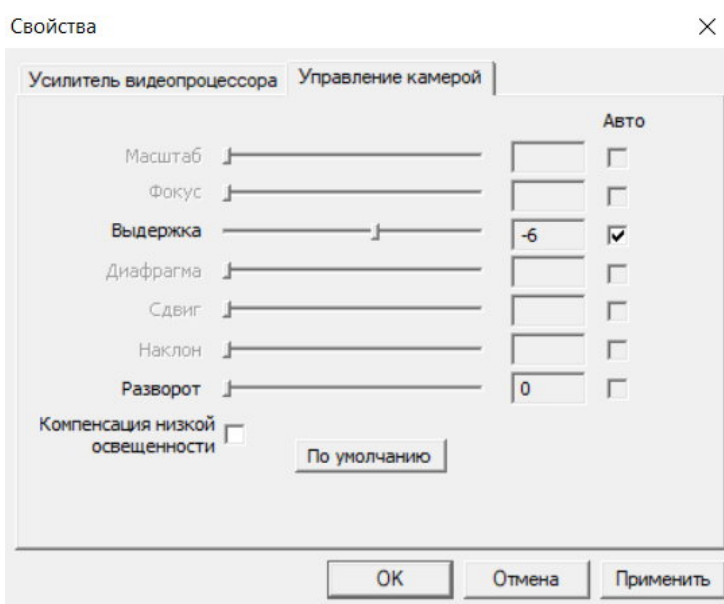 Свойства
Усилитель видеопроцессора Управление камерой
Авто
Масштаб
Фокус
Выдержка -6
Диафрагма
Сдвиг
Наклон
Разворот 0
Компенсация низкой
освещенности
По умолчанию
OK Отмена Применить